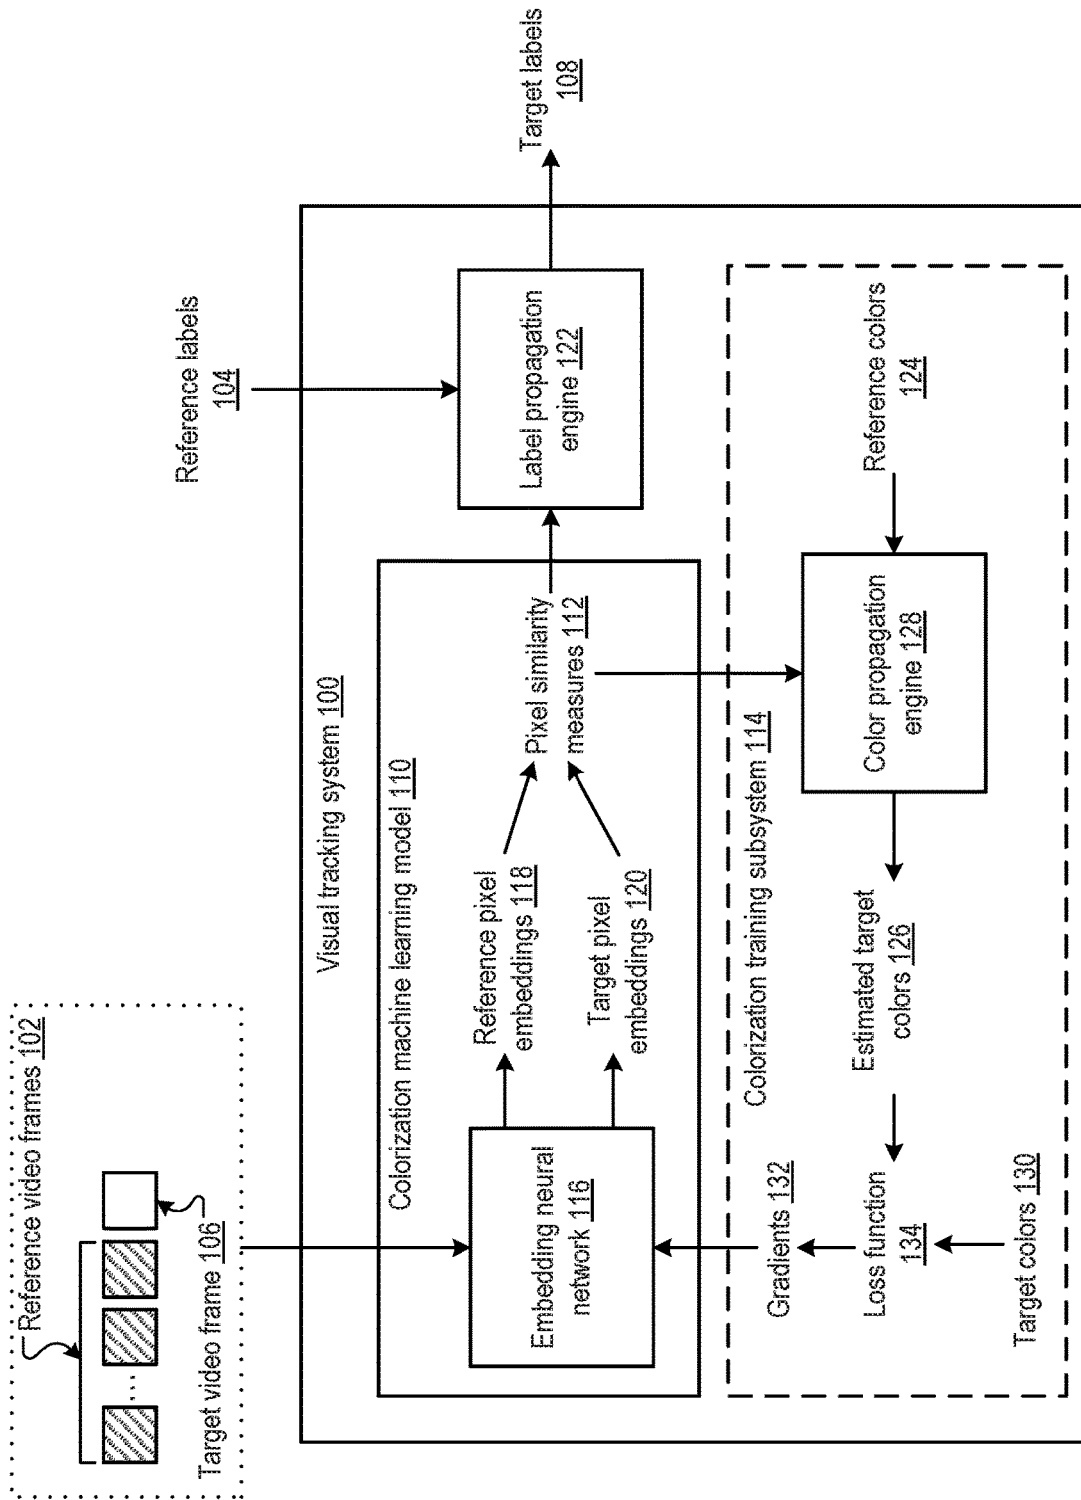 Reference video frames 102
Target video frame 106
Reference labels
104
Target labels
108
Visual tracking system 100
Colorization machine learning model 110
Embedding neural
network 116
Reference pixel
embeddings 118
Target pixel
embeddings 120
Pixel similarity
measures 112
Label propagation
engine 122
Colorization training subsystem 114
Gradients 132
Loss function
134
Target colors 130
Estimated target
colors 126
Color propagation
engine 128
Reference colors
124